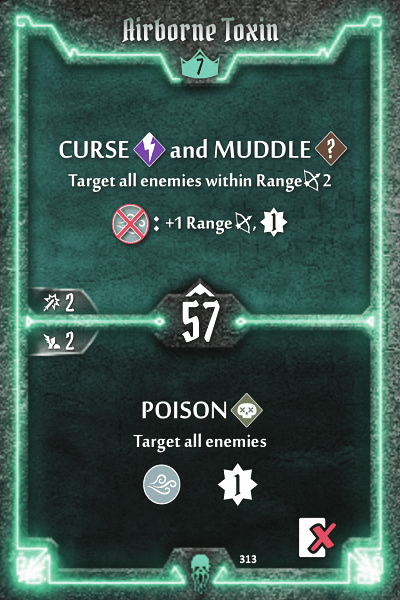 Airborne Toxin
7
CURSE and MUDDLE ?
Target all enemies within Range 2
: +1 Range , 1
2
57
2
POISON
Target all enemies
1
313